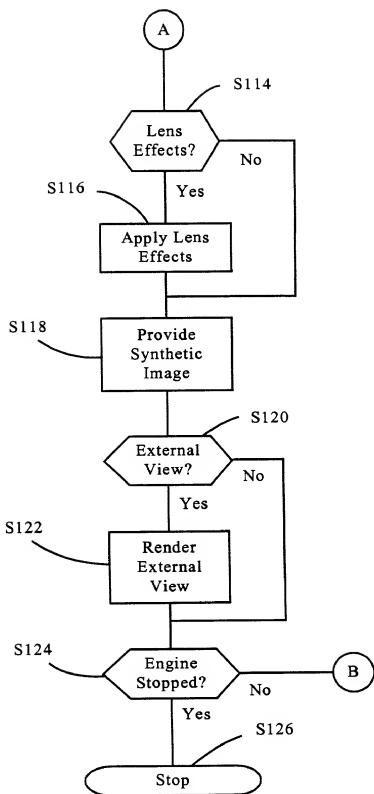 A
S114
Lens
Effects?
No
Yes
S116
Apply Lens
Effects
S118
Provide
Synthetic
Image
S120
External
View?
No
Yes
S122
Render
External
View
S124
Engine
Stopped?
No
B
Yes
S126
Stop